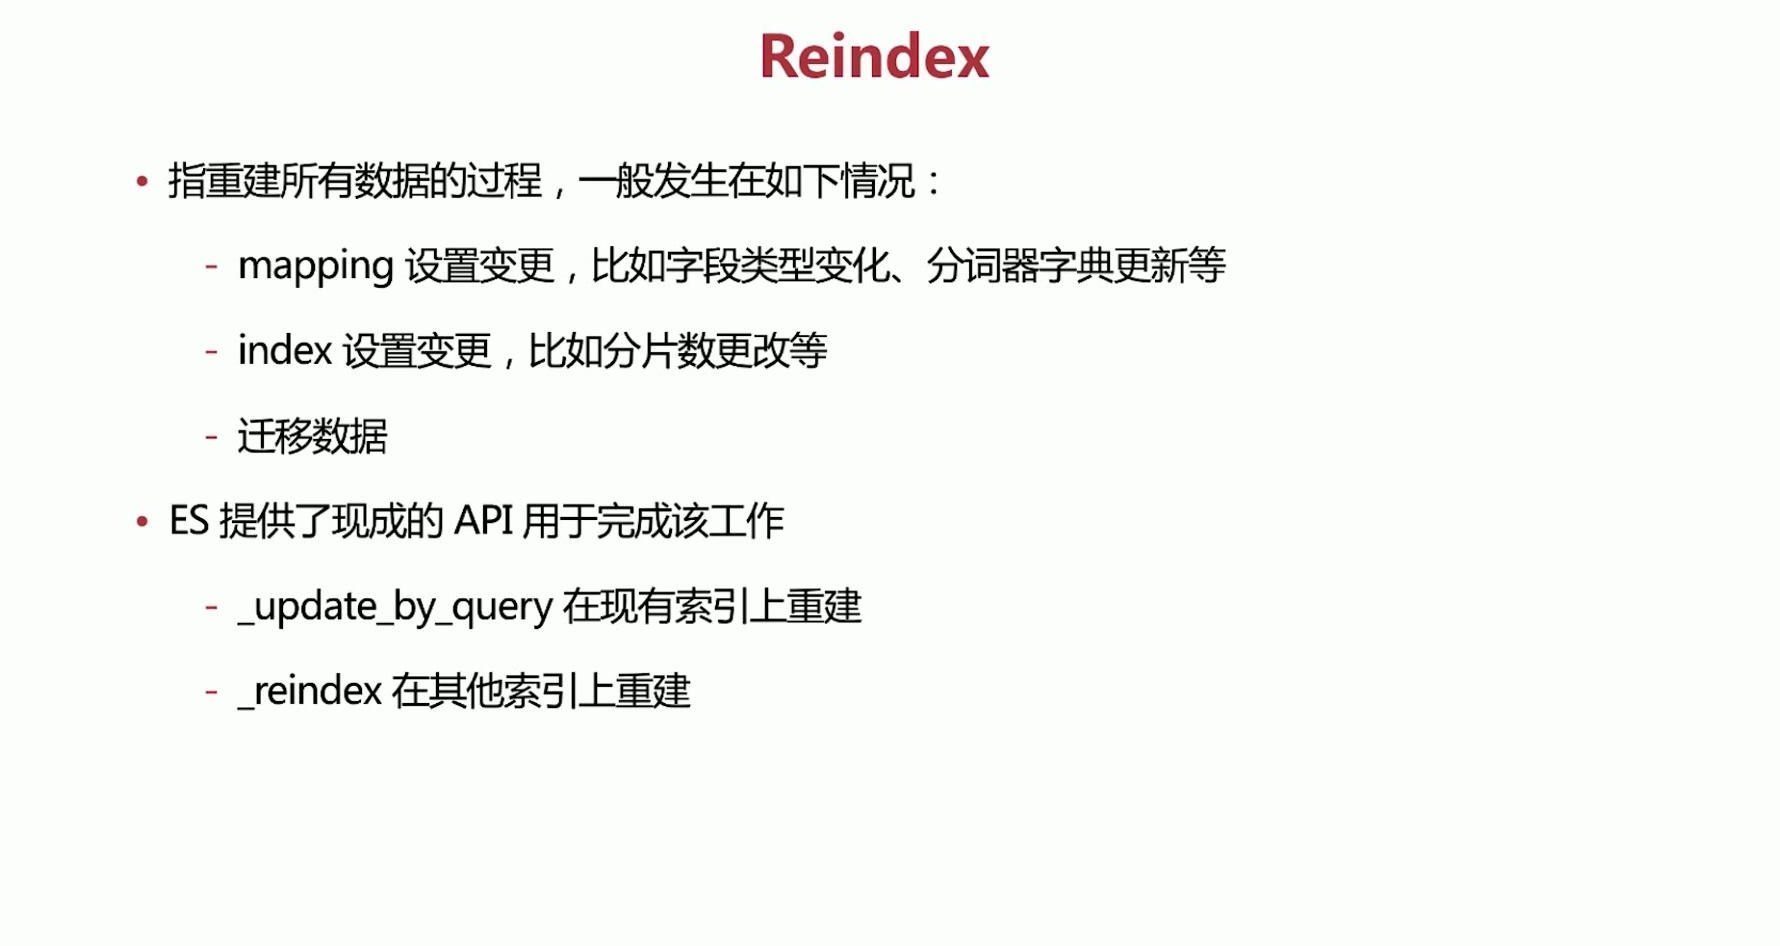 Reindex
• 指重建所有数据的过程，一般发生在如下情况：
- mapping 设置变更，比如字段类型变化、分词器字典更新等
- index 设置变更，比如分片数更改等
- 迁移数据
• ES 提供了现成的 API 用于完成该工作
- _update_by_query 在现有索引上重建
- _reindex 在其他索引上重建